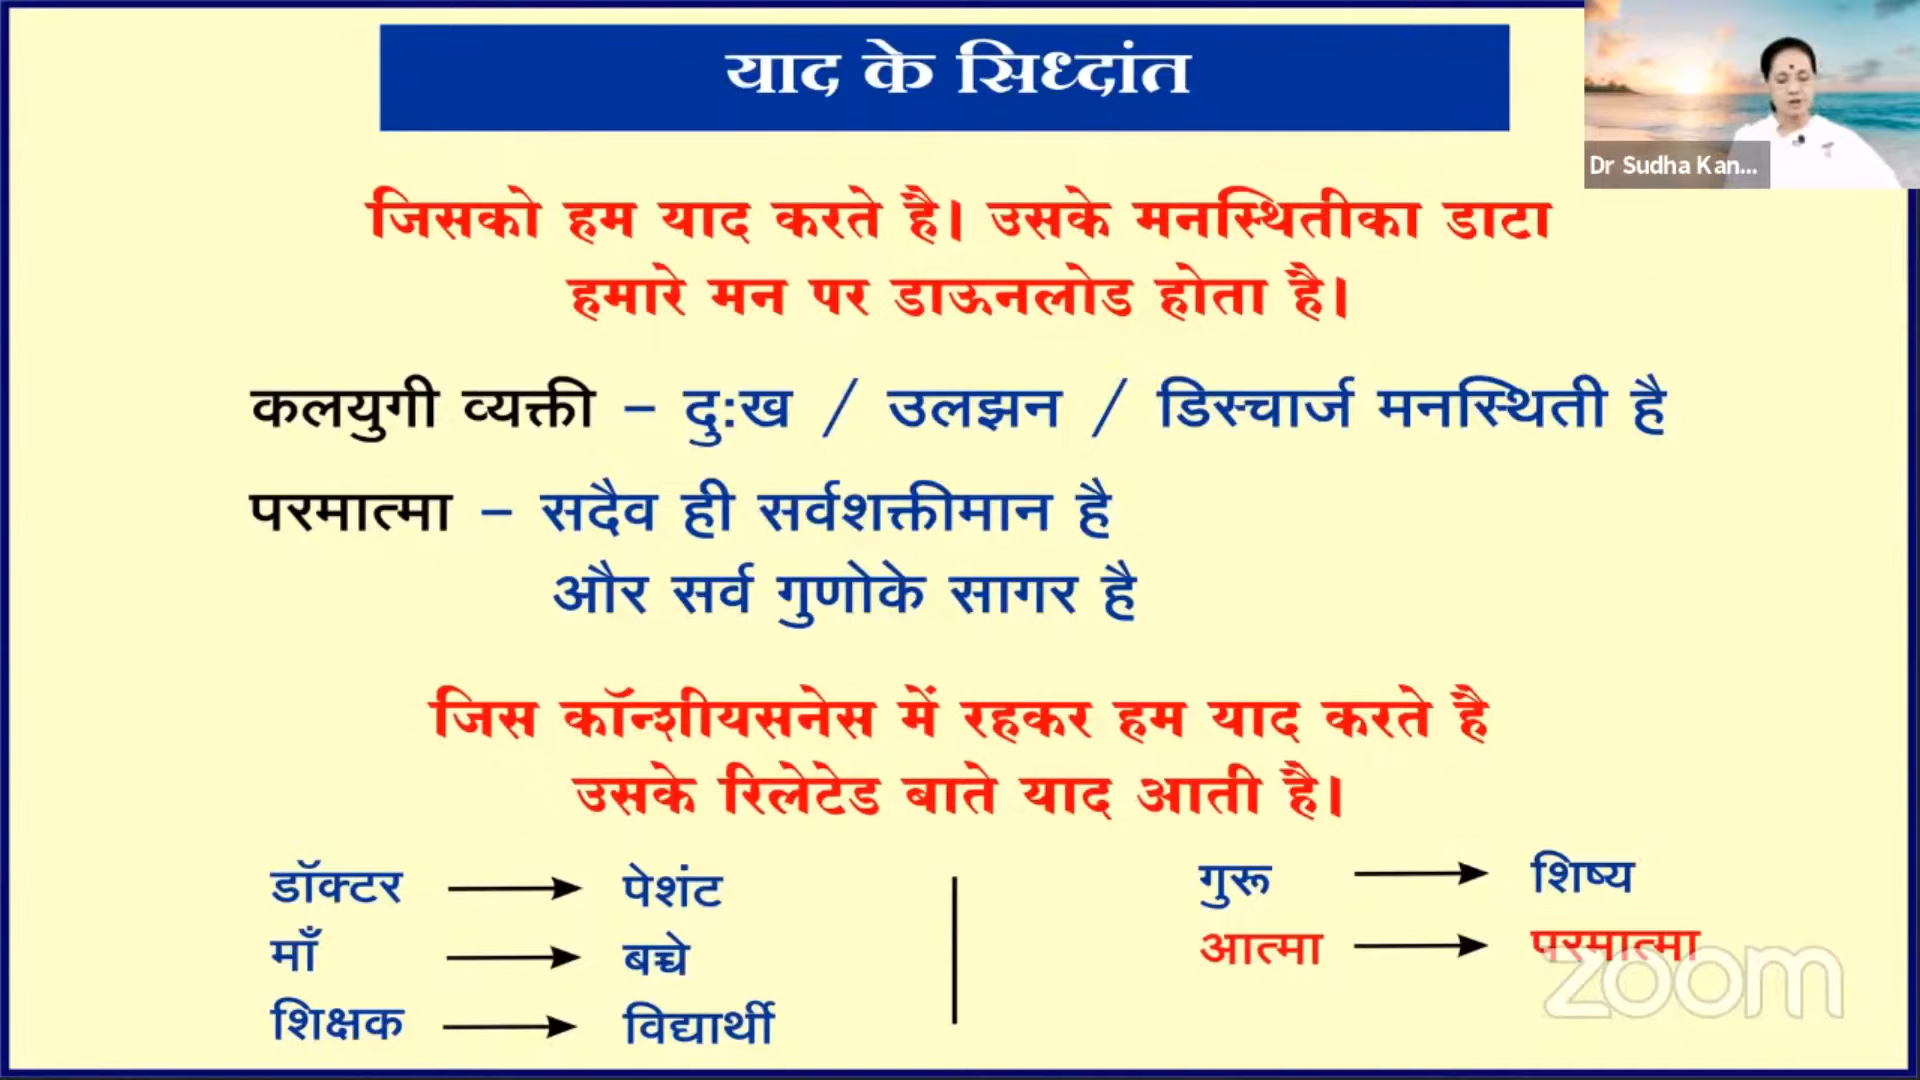 याद के सिध्दांत
Dr Sudha Kan...
जिसको हम याद करते है। उसके मनस्थितीका डाटा
हमारे मन पर डाऊनलोड होता है।
कलयुगी व्यक्ती – दुःख / उलझन / डिस्चार्ज मनस्थिती है
परमात्मा – सदैव ही सर्वशक्तीमान है
और सर्व गुणोके सागर है
जिस कॉन्शीयसनेस में रहकर हम याद करते है
उसके रिलेटेड बाते याद आती है।
डॉक्टर → पेशंट
माँ → बच्चे
शिक्षक → विद्यार्थी
गुरू → शिष्य
आत्मा → परमात्मा
zoom